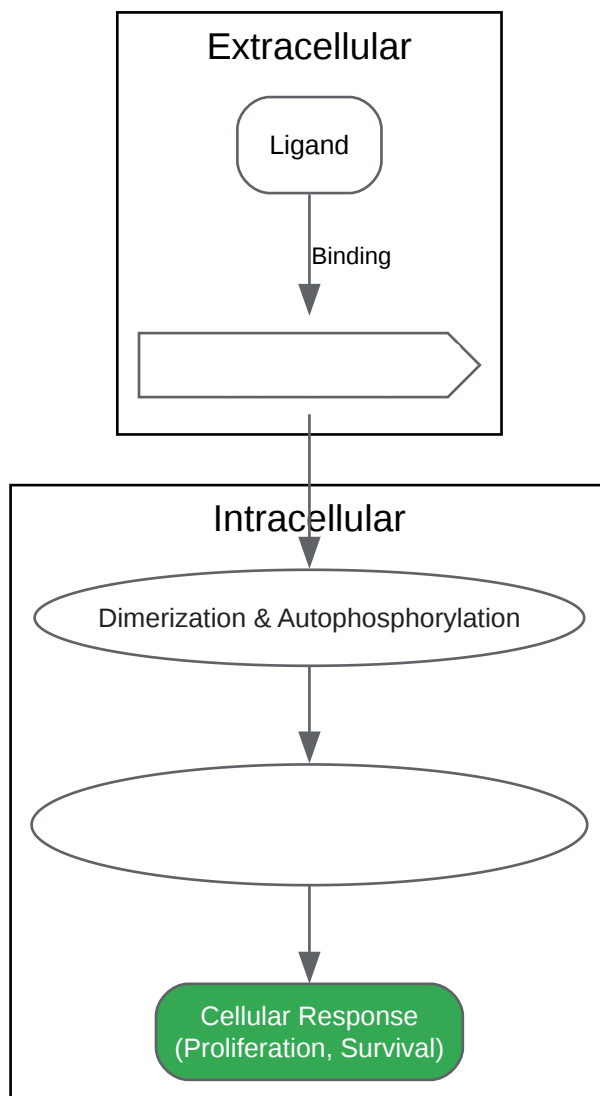 Extracellular
Ligand
Binding
Intracellular
Dimerization & Autophosphorylation
Cellular Response
(Proliferation, Survival)